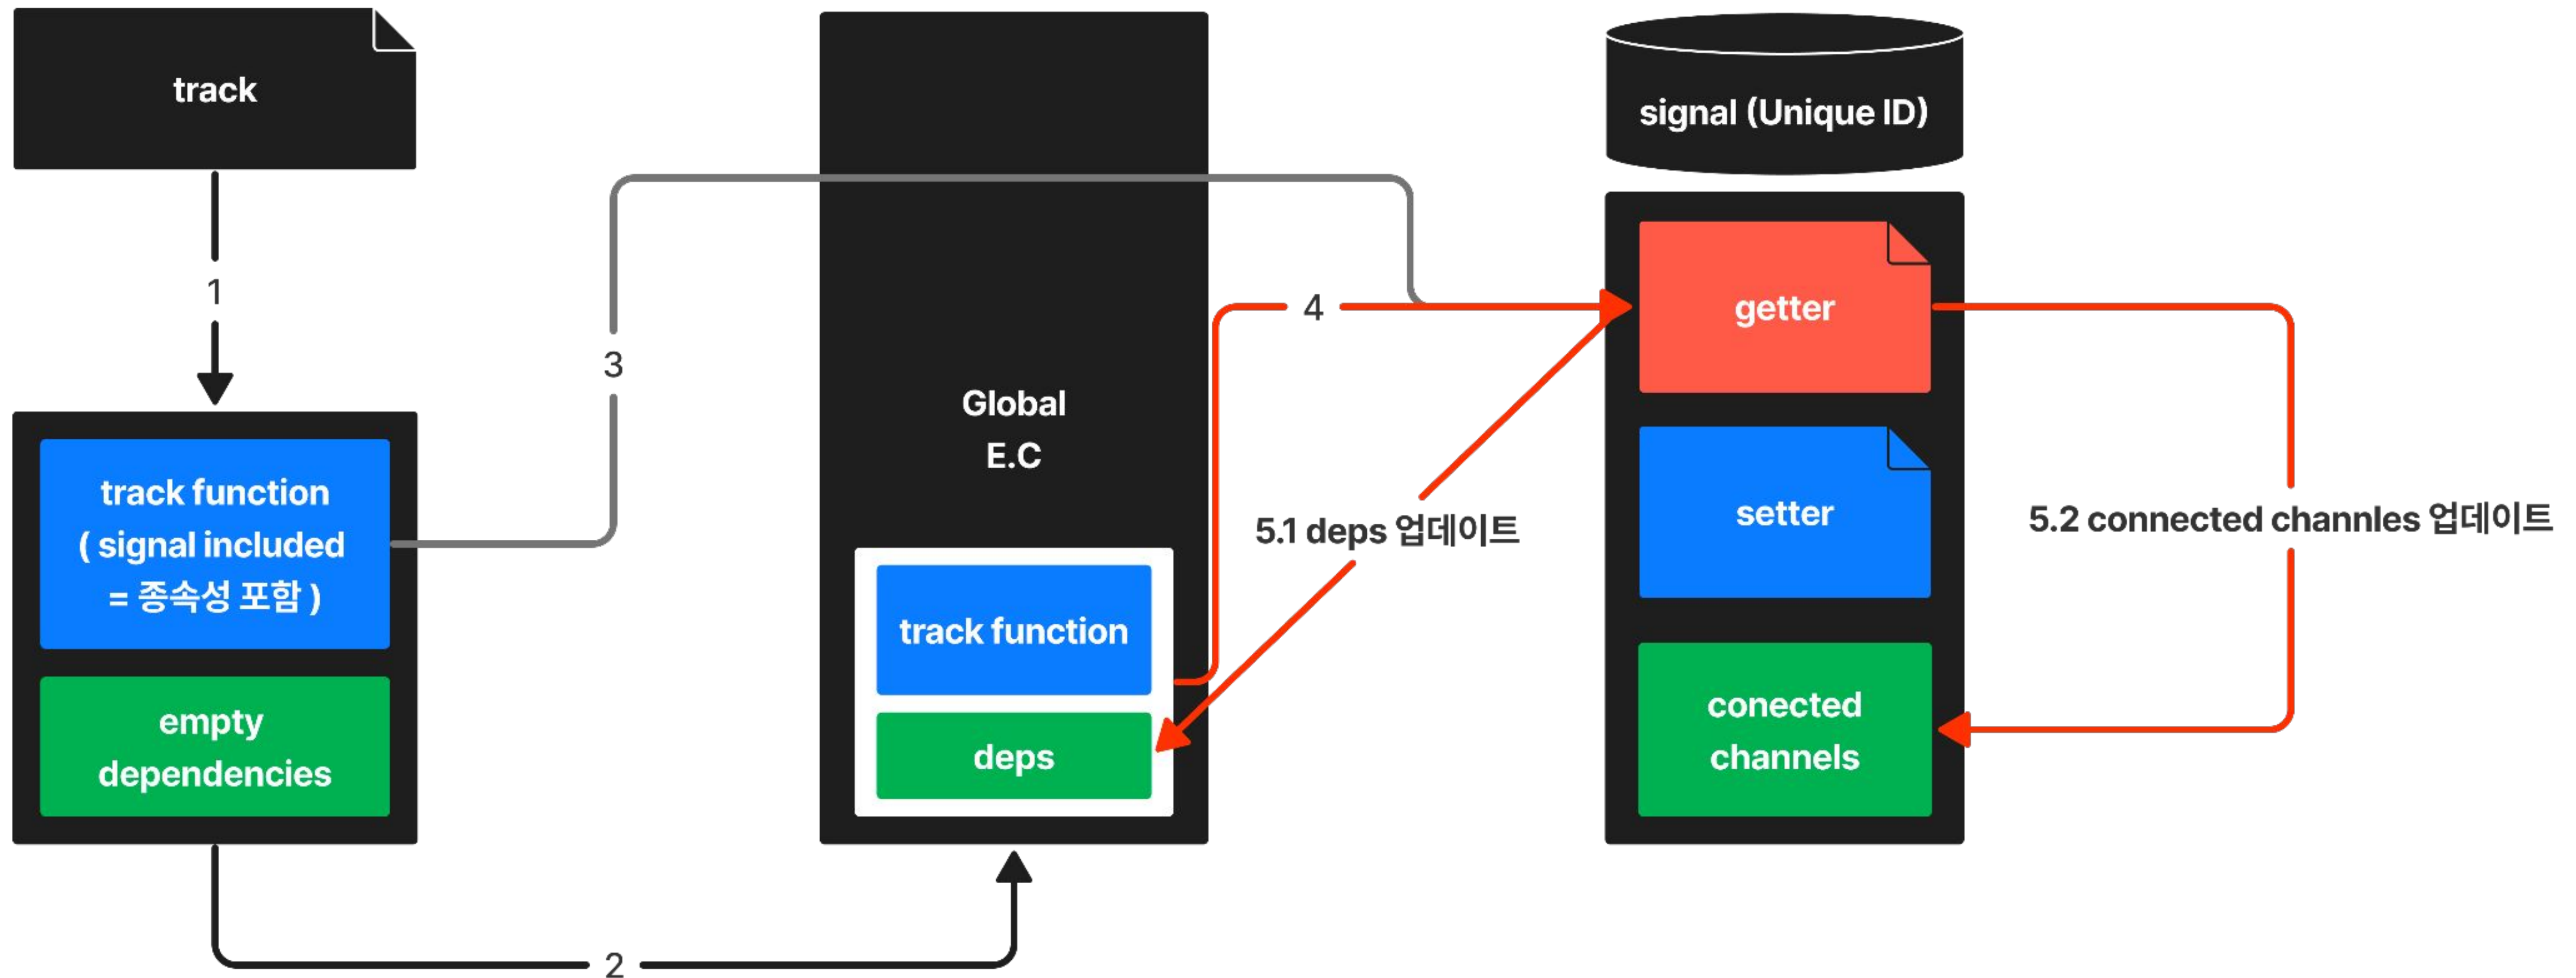 track
1
track function
( signal included
= 종속성 포함 )
empty
dependencies
2
3
Global
E.C
track function
deps
4
5.1 deps 업데이트
signal (Unique ID)
getter
setter
conected
channels
5.2 connected channles 업데이트